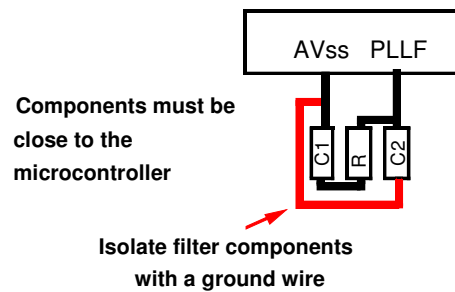 AVss PLLF
Components must be
close to the
microcontroller
C1
R
C2
Isolate filter components
with a ground wire